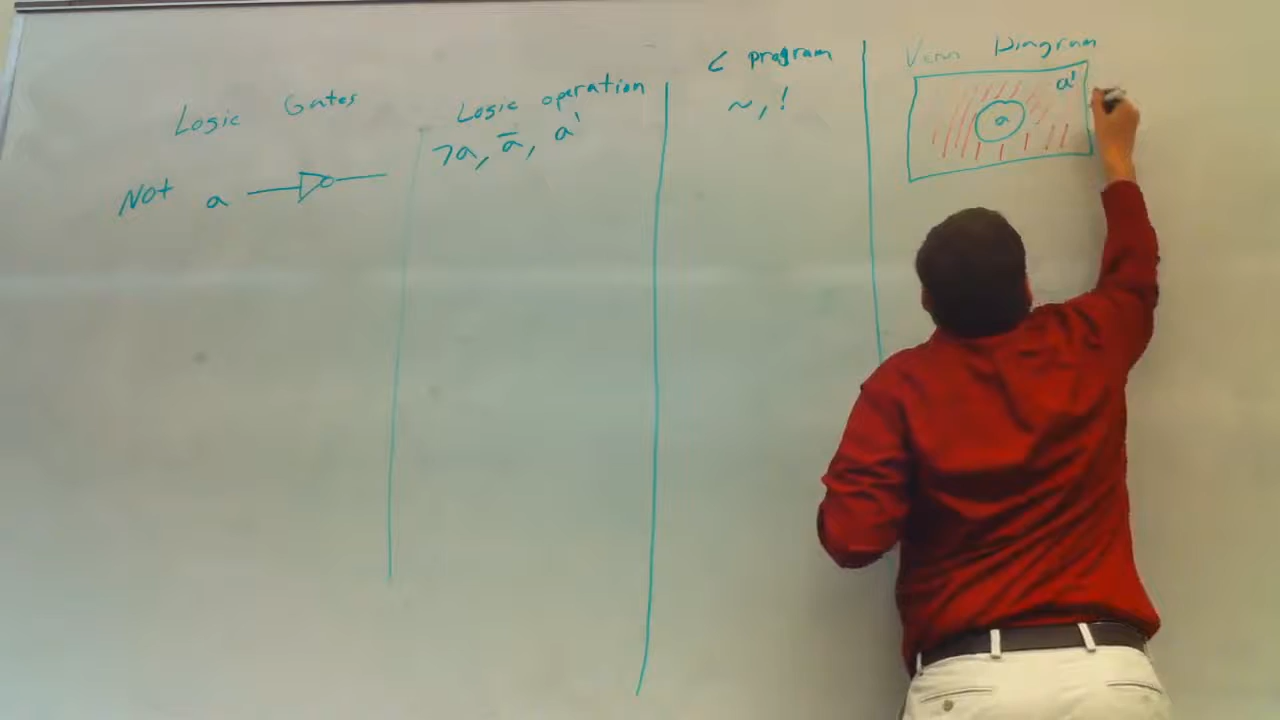 Logic Gates
Logic operation
C program
Venn Diagram
NOT a
¬a, a̅, a'
~, !
a
a'